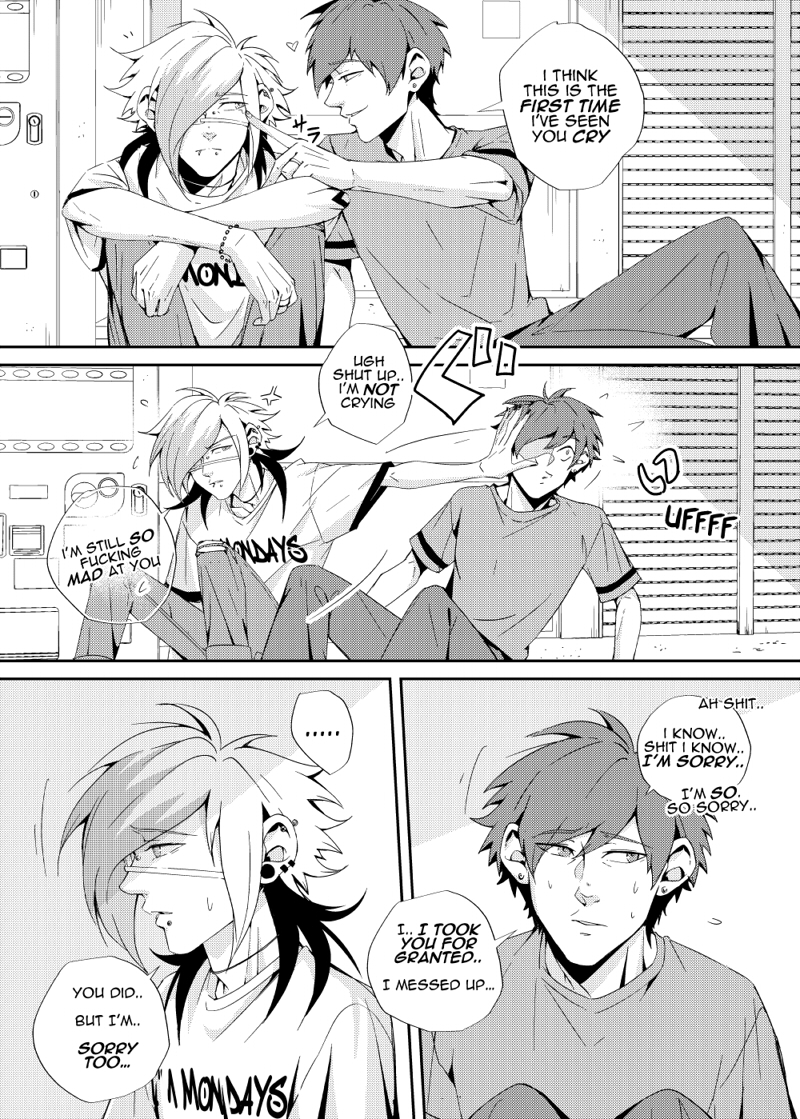 I THINK
THIS IS THE
FIRST TIME
I'VE SEEN
YOU CRY
MONDA
UGH
SHUT UP..
I'M NOT
CRYING
I'M STILL SO
FUCKING
MAD AT YOU
MONDAYS
UFFFF
.....
YOU DID..
BUT I'M..
SORRY
TOO...
MONDAYS
AH SHIT..
I KNOW..
SHIT I KNOW..
I'M SORRY..
I'M SO.
SO SORRY..
I.. I TOOK
YOU FOR
GRANTED..
I MESSED UP...